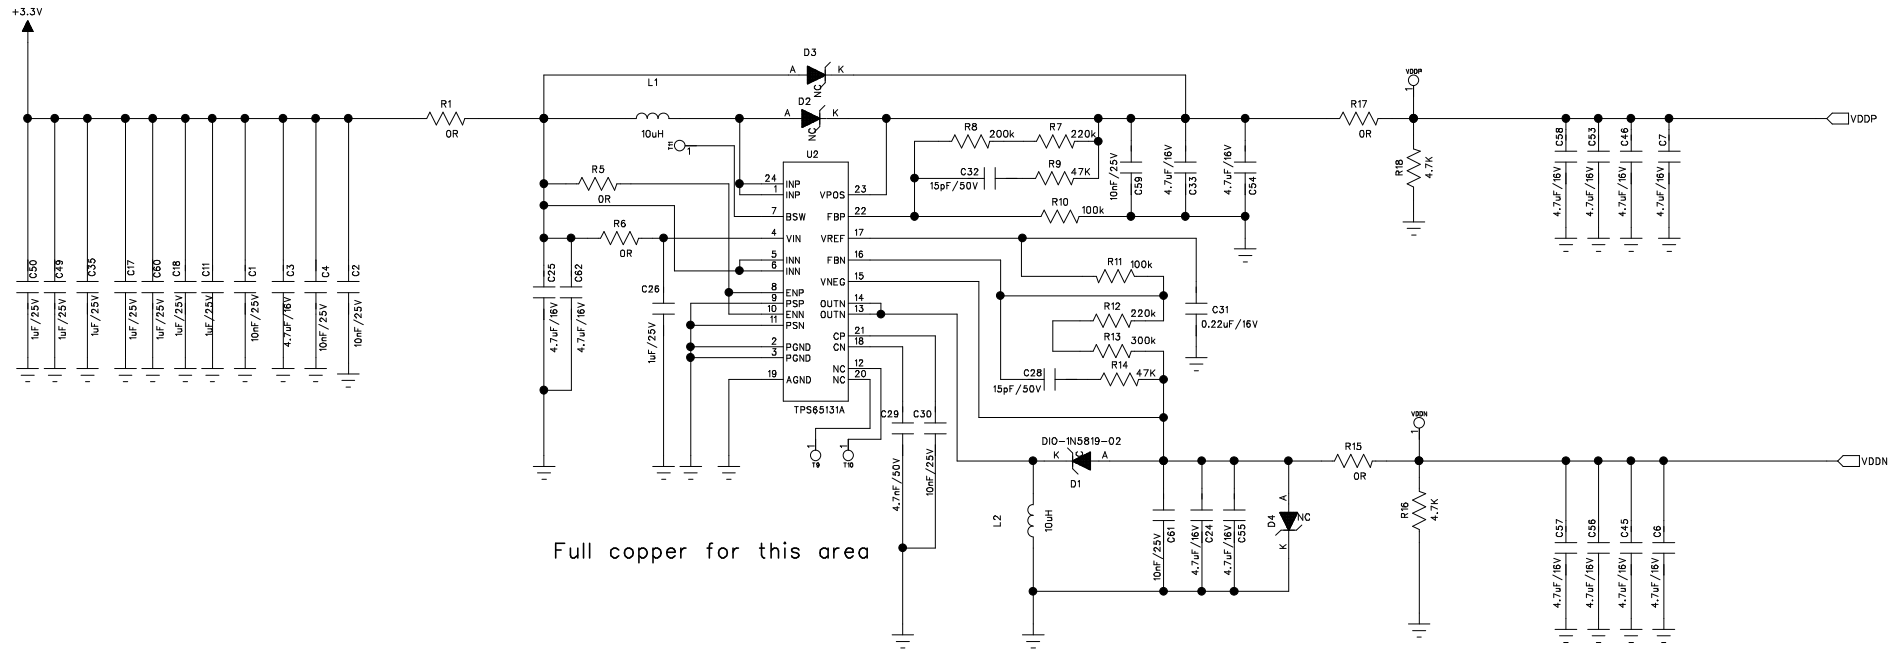 +3.3V
D3
A
K
NC
L1
D2
A
K
NC
R1
0R
10uH
T11
1
U2
R5
0R
R6
0R
24
INP
1
INP
7
BSW
4
VIN
5
INN
6
INN
8
ENP
9
PSP
10
ENN
11
PSN
2
PGND
3
PGND
19
AGND
VPOS
23
FBP
22
VREF
17
FBN
16
VNEG
15
OUTN
14
OUTN
13
CP
21
CN
18
NC
12
NC
20
TPS65131A
R8
200k
R7
220k
C32
15pF/50V
R9
47K
R10
100k
10nF/25V
C59
4.7uF/16V
C33
4.7uF/16V
C54
R17
0R
VDDP
1
R18
4.7K
C58
4.7uF/16V
C53
4.7uF/16V
C46
4.7uF/16V
C7
4.7uF/16V
VDDP
C50
1uF/25V
C49
1uF/25V
C35
1uF/25V
C17
1uF/25V
C60
1uF/25V
C18
1uF/25V
C11
1uF/25V
C1
10nF/25V
C3
4.7uF/16V
C4
10nF/25V
C2
10nF/25V
C25
4.7uF/16V
C62
4.7uF/16V
C26
1uF/25V
R11
100k
R12
220k
R13
300k
R14
47K
C28
15pF/50V
C31
0.22uF/16V
C29
4.7nF/50V
C30
10nF/25V
1
T9
1
T10
DIO-1N5819-02
K
A
D1
L2
10uH
C61
10nF/25V
C24
4.7uF/16V
C55
4.7uF/16V
A
D4
NC
K
R15
0R
VDDN
1
R16
4.7K
C57
4.7uF/16V
C56
4.7uF/16V
C45
4.7uF/16V
C6
4.7uF/16V
VDDN
Full copper for this area